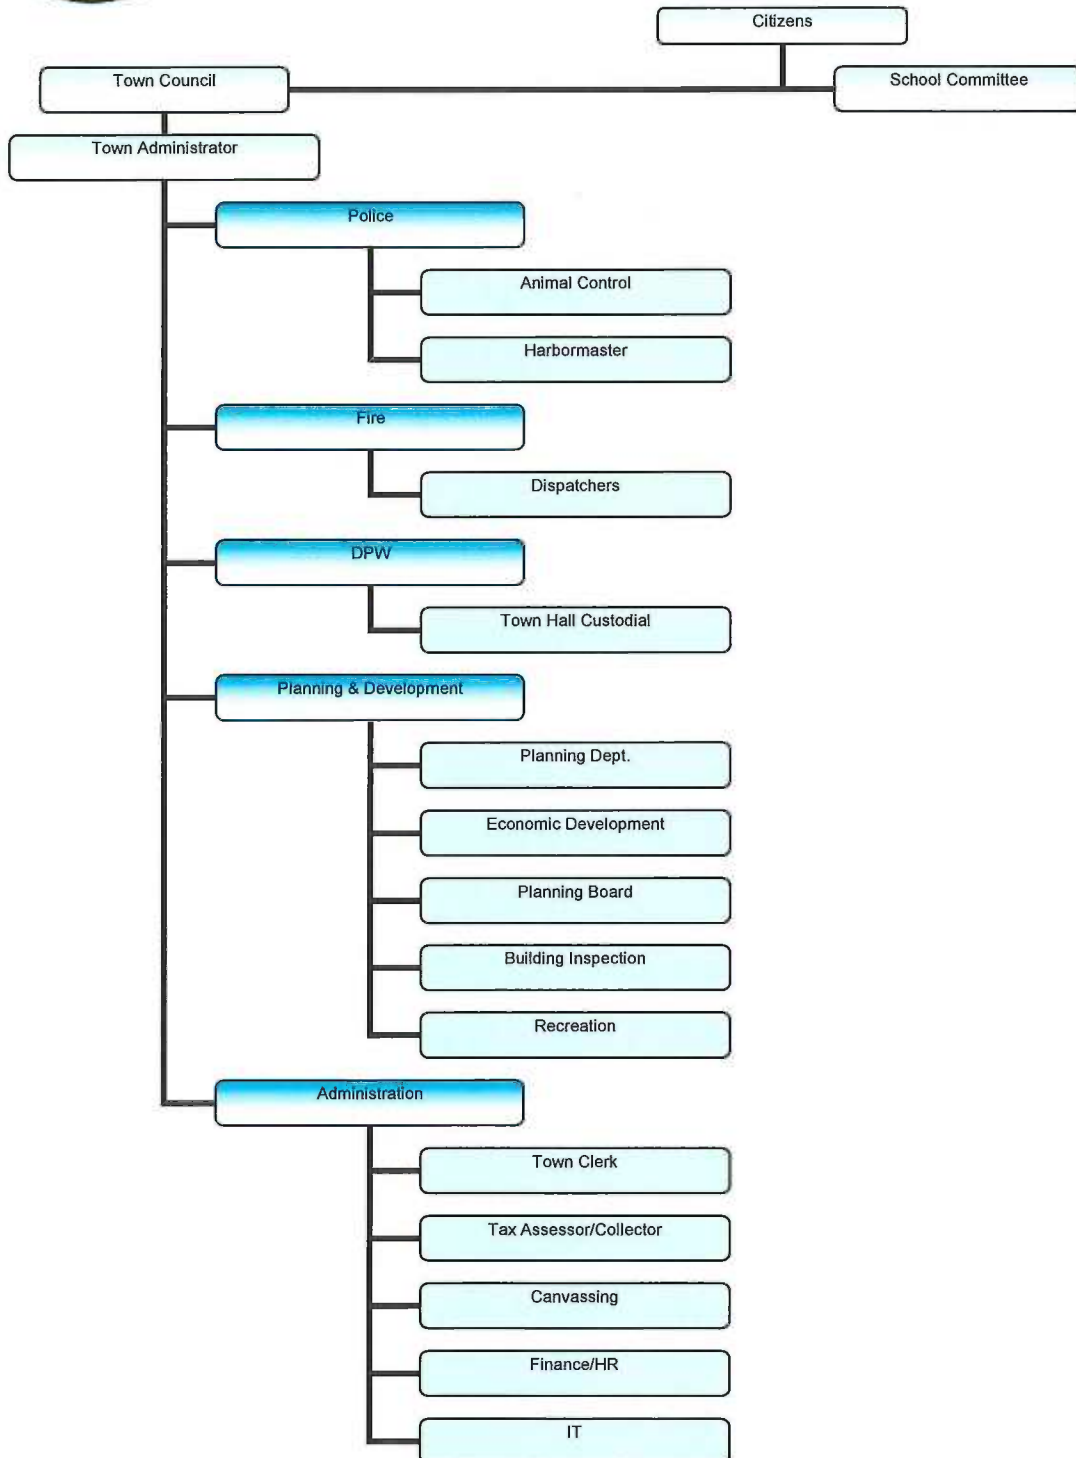 Citizens
Town Council
School Committee
Town Administrator
Police
Animal Control
Harbormaster
Fire
Dispatchers
DPW
Town Hall Custodial
Planning & Development
Planning Dept.
Economic Development
Planning Board
Building Inspection
Recreation
Administration
Town Clerk
Tax Assessor/Collector
Canvassing
Finance/HR
IT